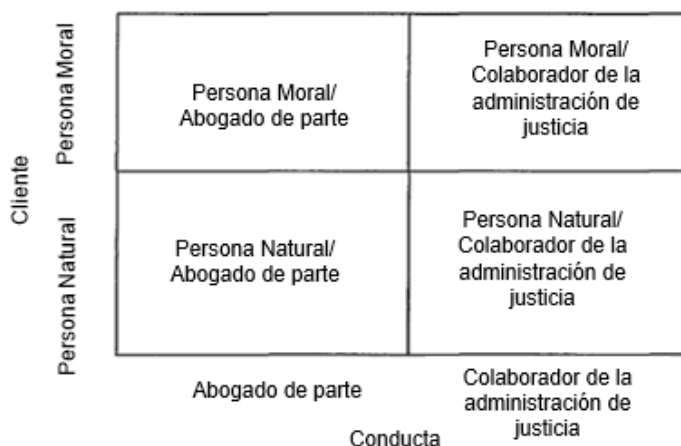 Cliente
Persona Moral
Persona Moral/
Abogado de parte
Persona Moral/
Colaborador de la
administración de
justicia
Persona Natural
Persona Natural/
Abogado de parte
Persona Natural/
Colaborador de la
administración de
justicia
Abogado de parte
Colaborador de la
administración de
justicia
Conducta